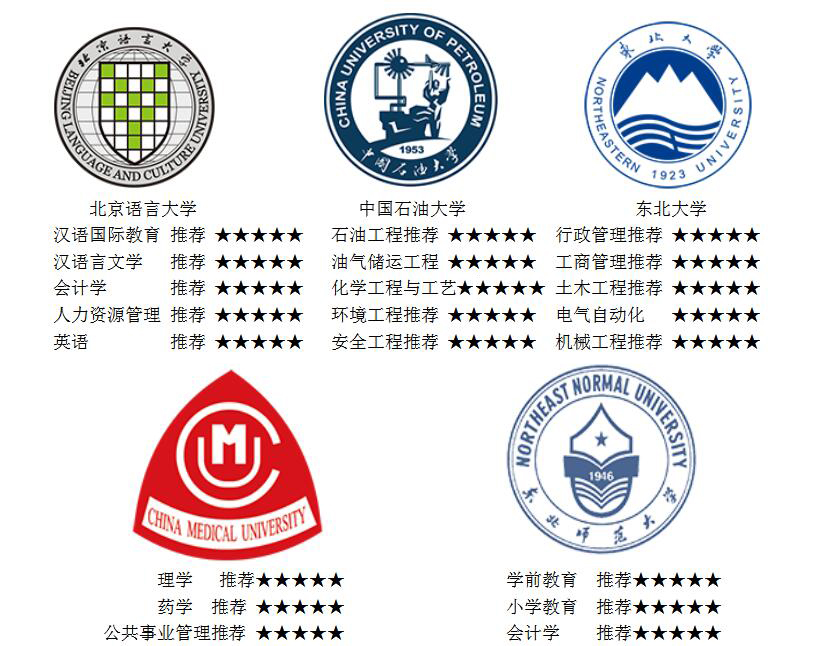 北京语言大学
BEIJING LANGUAGE AND CULTURE UNIVERSITY
CHINA UNIVERSITY OF PETROLEUM
1953
中国石油大学
東北大学
NORTHEASTERN 1923 UNIVERSITY
北京语言大学
中国石油大学
东北大学
汉语国际教育 推荐 ★★★★★
石油工程推荐 ★★★★★
行政管理推荐 ★★★★★
汉语言文学 推荐 ★★★★★
油气储运工程 ★★★★★
工商管理推荐 ★★★★★
会计学 推荐 ★★★★★
化学工程与工艺★★★★★
土木工程推荐 ★★★★★
人力资源管理 推荐 ★★★★★
环境工程推荐 ★★★★★
电气自动化 ★★★★★
英语 推荐 ★★★★★
安全工程推荐 ★★★★★
机械工程推荐 ★★★★★
CMU
CHINA MEDICAL UNIVERSITY
NORTHEAST NORMAL UNIVERSITY
1946
东北师范大学
理学 推荐★★★★★
学前教育 推荐★★★★★
药学 推荐 ★★★★★
小学教育 推荐★★★★★
公共事业管理推荐 ★★★★★
会计学 推荐★★★★★